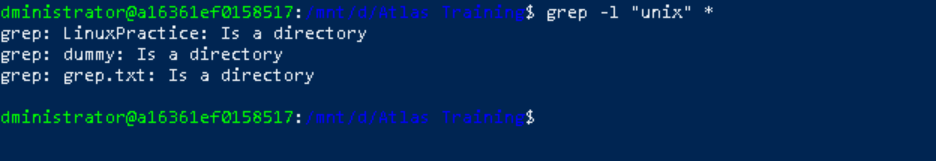 dministrator@a16361ef0158517:/mnt/d/Atlas Training$ grep -l "unix" *
grep: LinuxPractice: Is a directory
grep: dummy: Is a directory
grep: grep.txt: Is a directory
dministrator@a16361ef0158517:/mnt/d/Atlas Training$